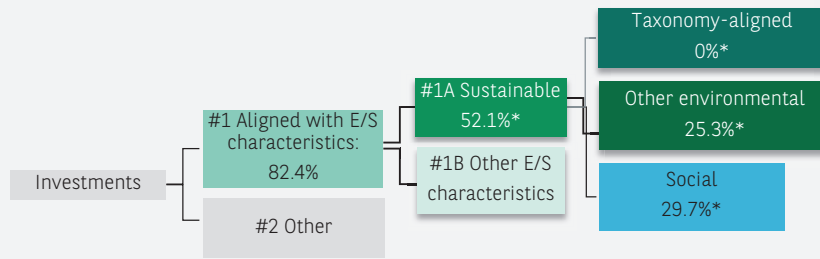 Taxonomy-aligned
0%*
#1A Sustainable
52.1%*
Other environmental
25.3%*
#1 Aligned with E/S
characteristics:
82.4%
#1B Other E/S
characteristics
Investments
Social
29.7%*
#2 Other